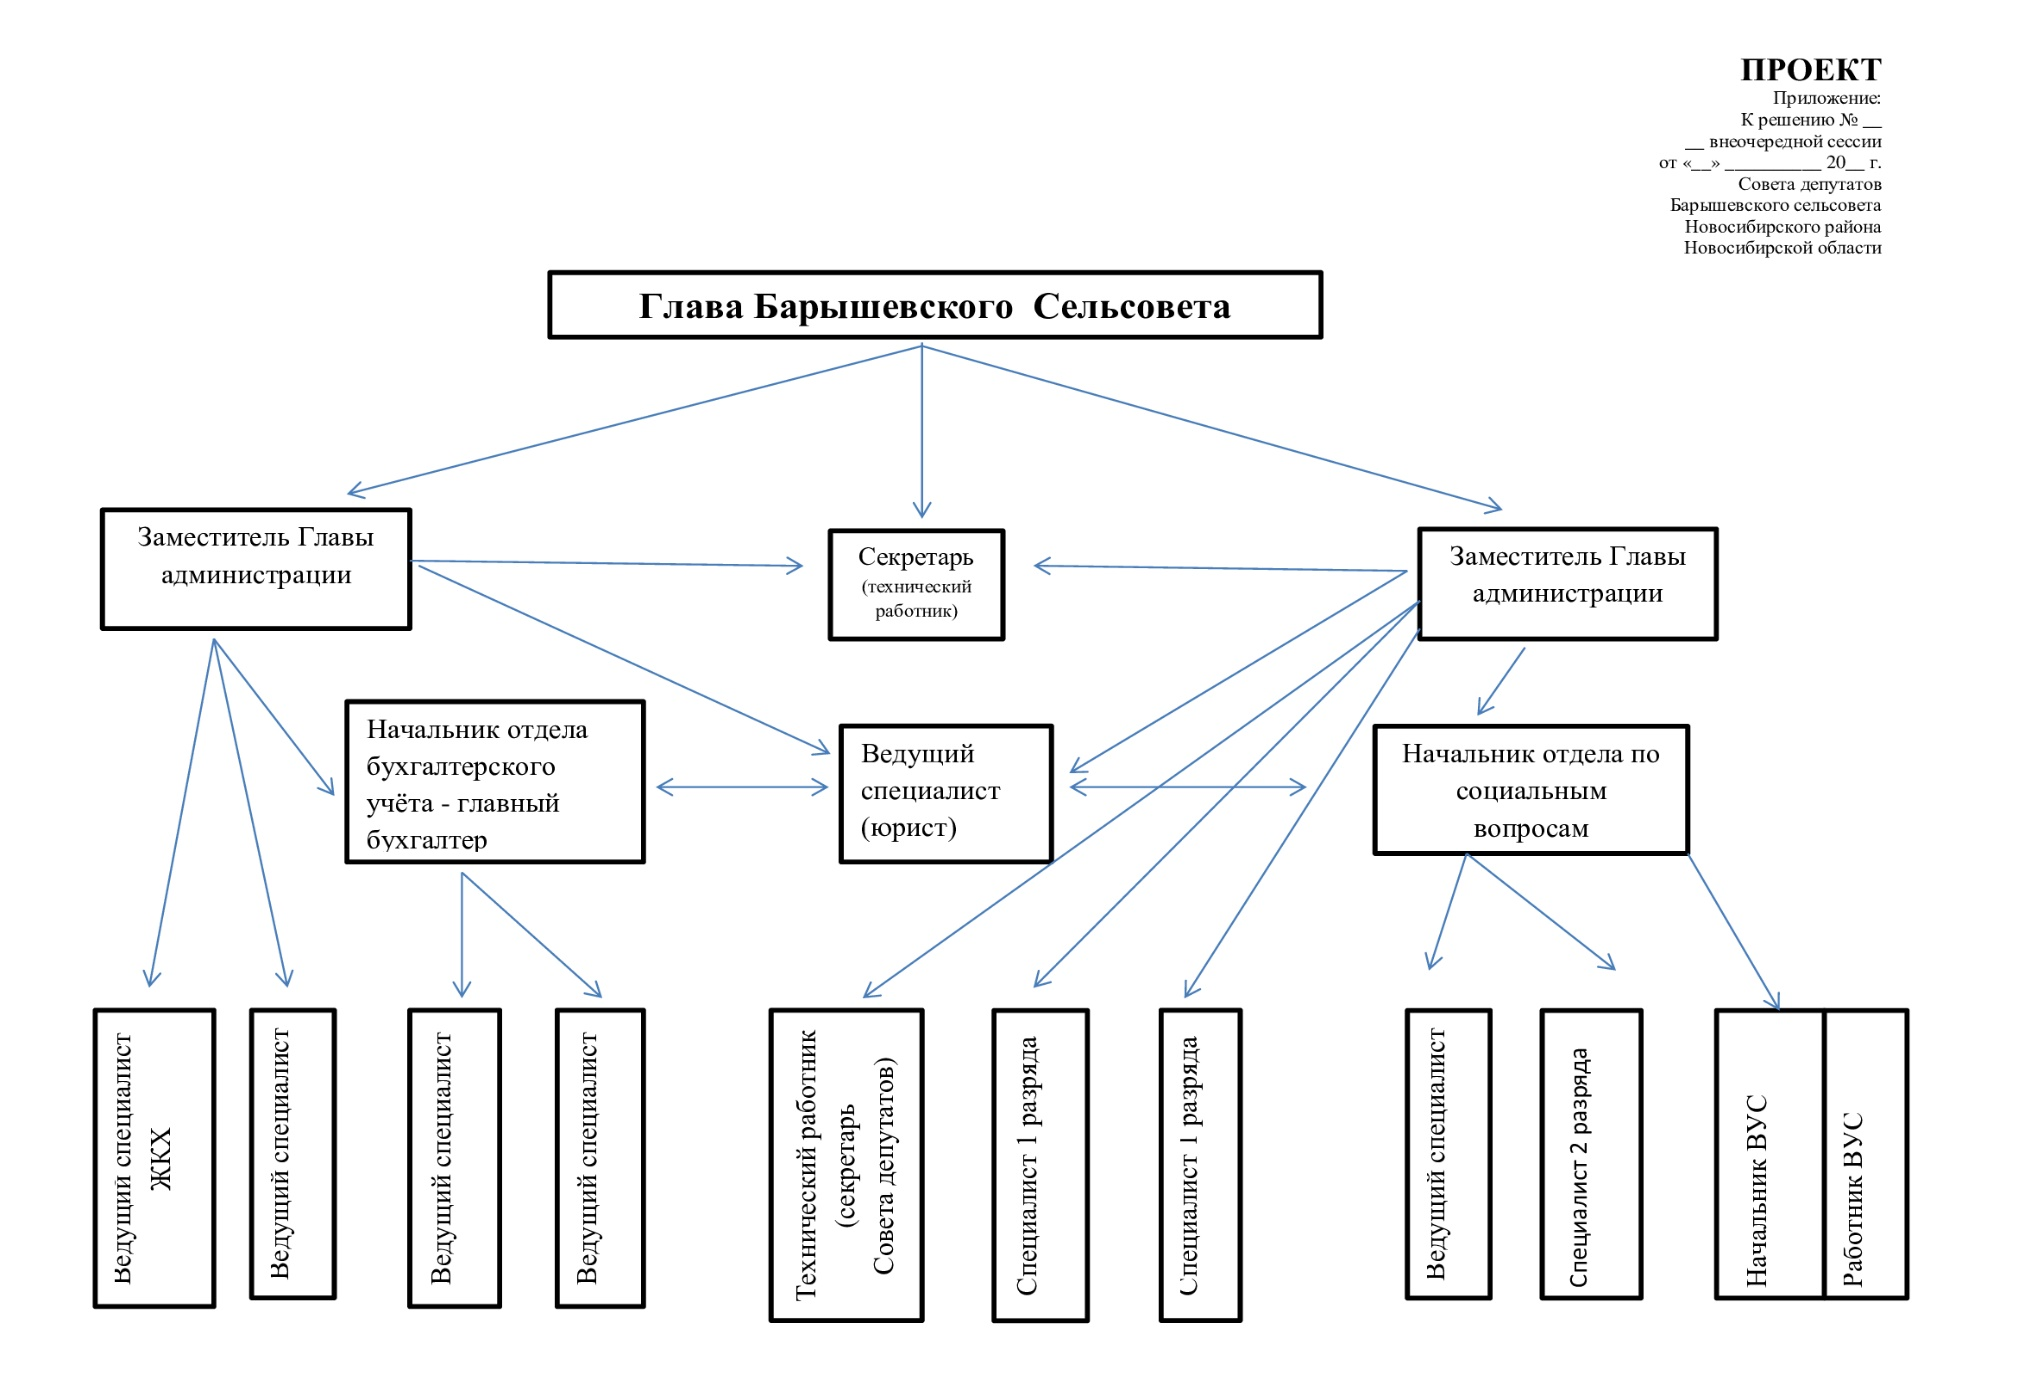 ПРОЕКТ
Приложение:
К решению № __
__ внеочередной сессии
от «__» __________ 20__ г.
Совета депутатов
Барышевского сельсовета
Новосибирского района
Новосибирской области
Глава Барышевского Сельсовета
Заместитель Главы
администрации
Секретарь
(технический
работник)
Заместитель Главы
администрации
Начальник отдела
бухгалтерского
учёта - главный
бухгалтер
Ведущий
специалист
(юрист)
Начальник отдела по
социальным
вопросам
Ведущий специалист
ЖКХ
Ведущий специалист
Ведущий специалист
Ведущий специалист
Технический работник
(секретарь
Совета депутатов)
Специалист 1 разряда
Специалист 1 разряда
Ведущий специалист
Специалист 2 разряда
Начальник ВУС
Работник ВУС